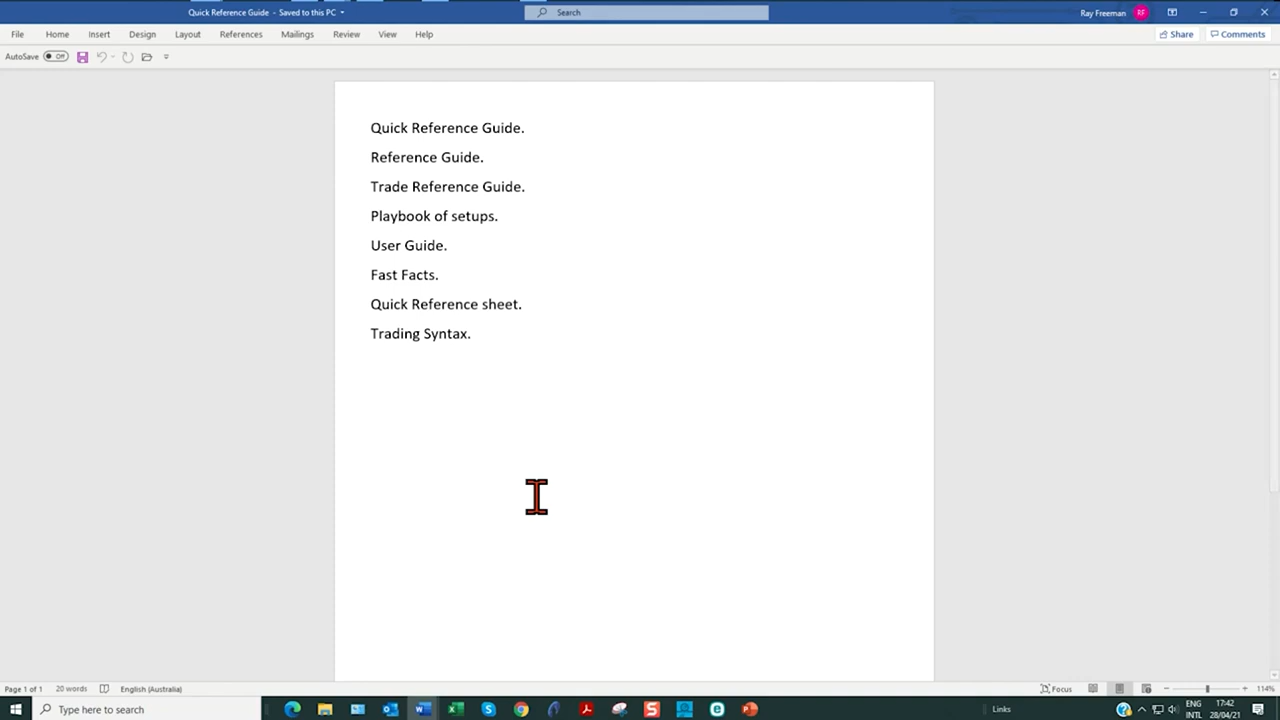 Quick Reference Guide - Saved to this PC
Search
Ray Freeman RF
File Home Insert Design Layout References Mailings Review View Help
Share Comments
AutoSave Off
Quick Reference Guide.
Reference Guide.
Trade Reference Guide.
Playbook of setups.
User Guide.
Fast Facts.
Quick Reference sheet.
Trading Syntax.
Page 1 of 1 20 words English (Australia)
Focus 114%
Type here to search
Links
ENG 17:42
INTL 28/04/21